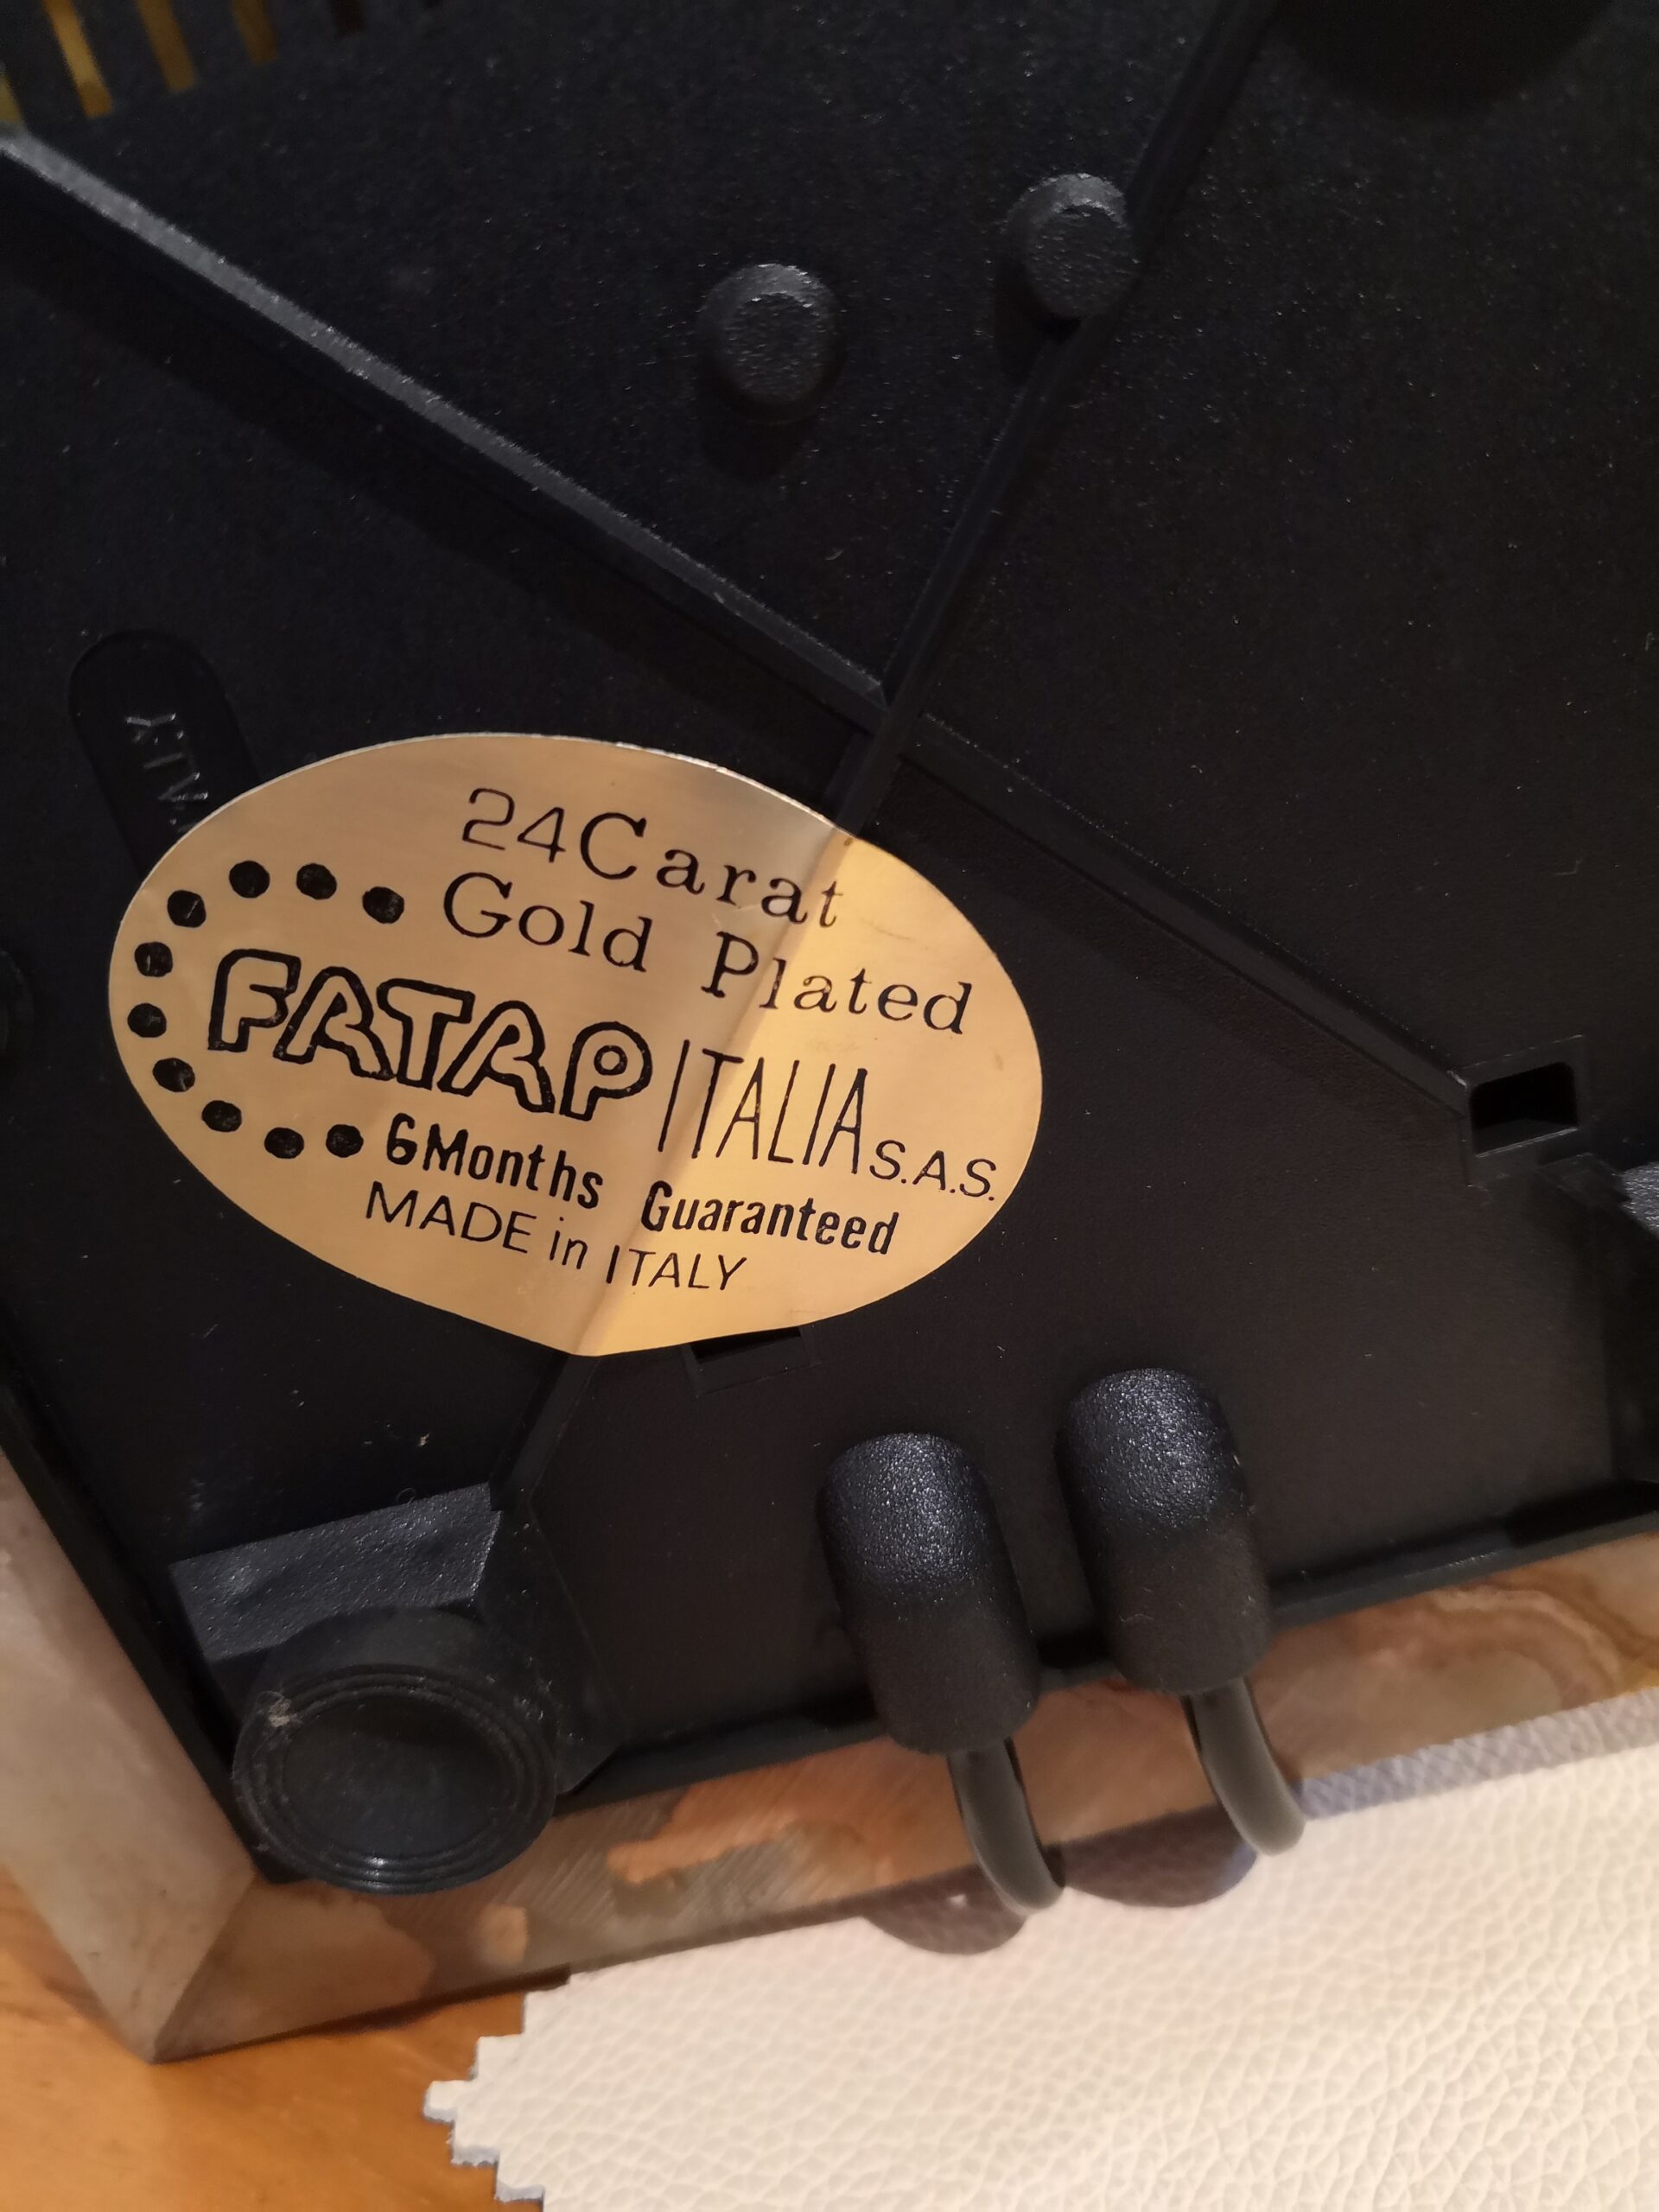 24Carat
Gold Plated
FATAP ITALIA S.A.S.
6Months Guaranteed
MADE in ITALY